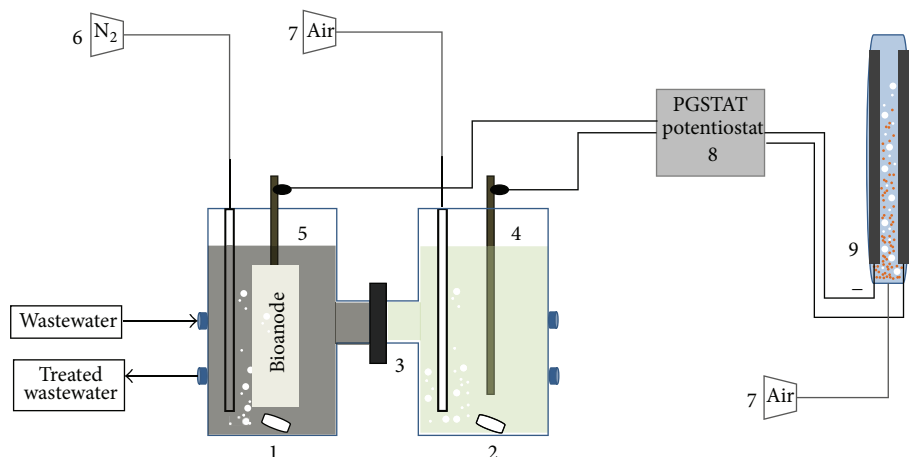 6 N₂
7 Air
PGSTAT
potentiostat
8
5
4
9
−
Bioanode
Wastewater
3
Treated
wastewater
7 Air
1
2